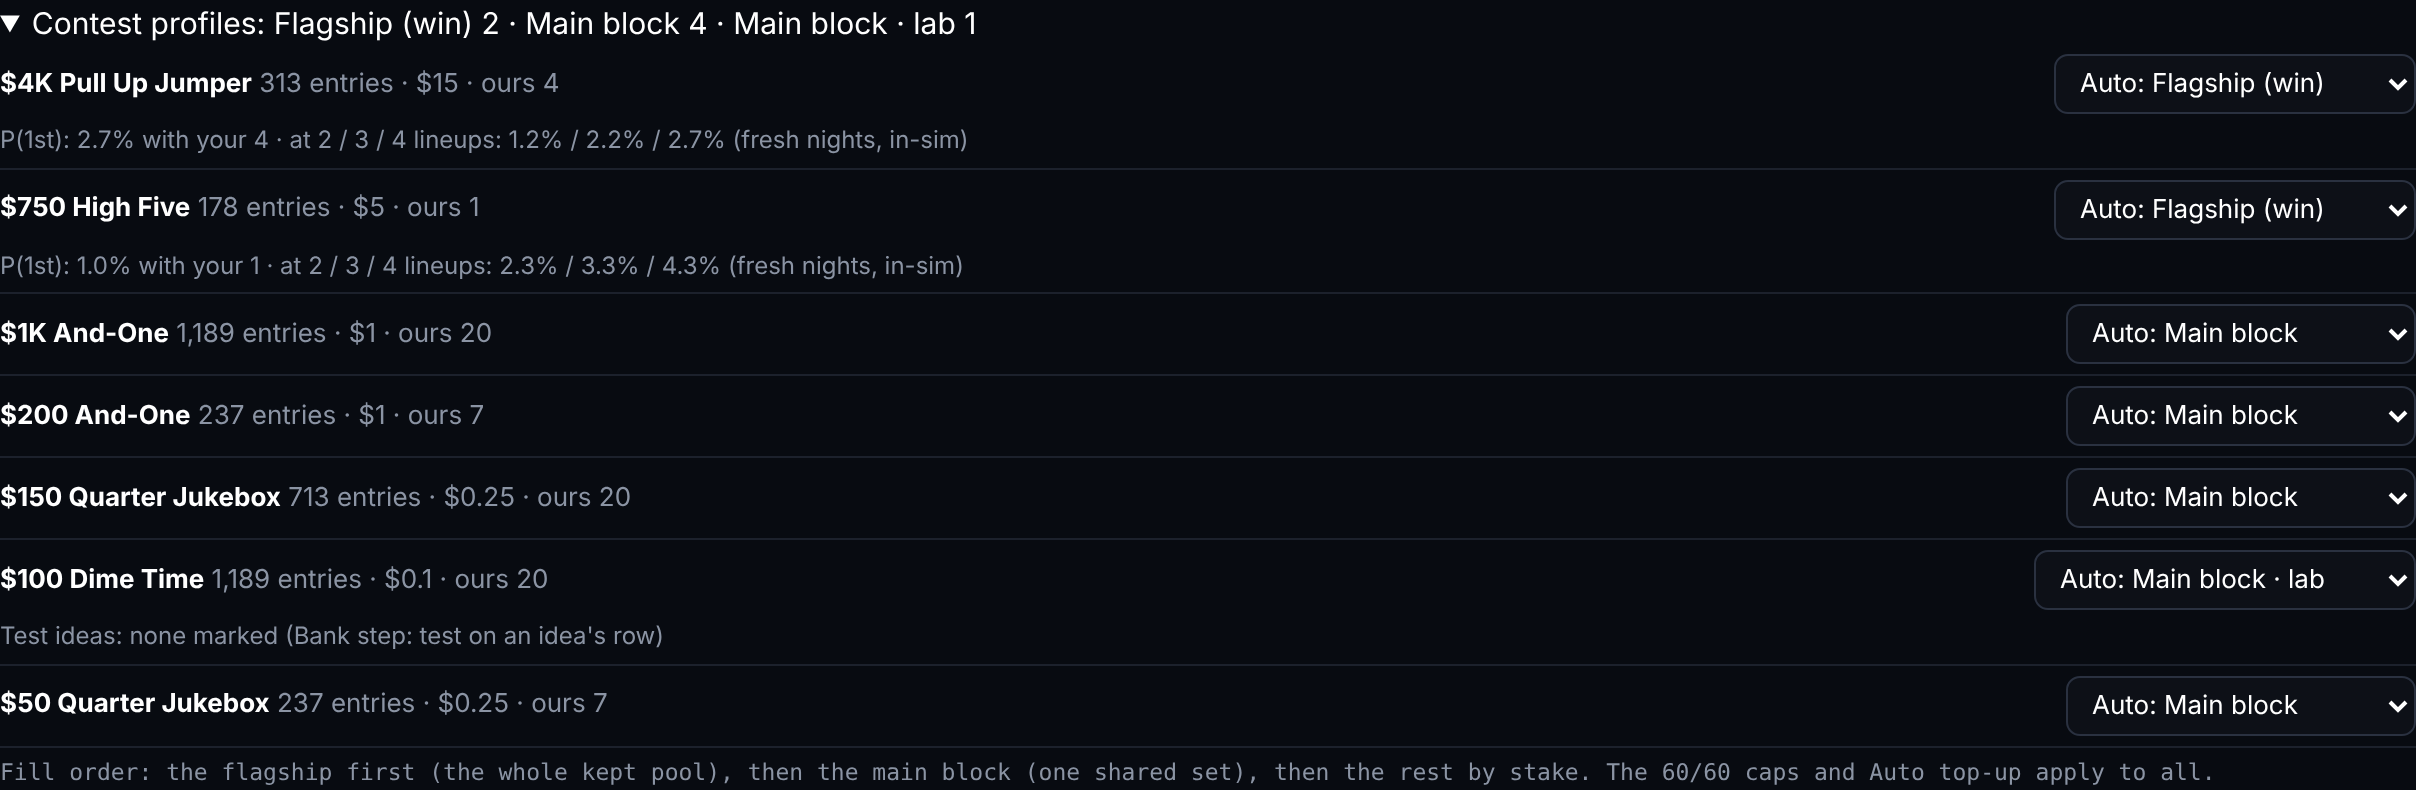 ▼ Contest profiles: Flagship (win) 2 · Main block 4 · Main block · lab 1
$4K Pull Up Jumper 313 entries · $15 · ours 4
Auto: Flagship (win)
P(1st): 2.7% with your 4 · at 2 / 3 / 4 lineups: 1.2% / 2.2% / 2.7% (fresh nights, in-sim)
$750 High Five 178 entries · $5 · ours 1
Auto: Flagship (win)
P(1st): 1.0% with your 1 · at 2 / 3 / 4 lineups: 2.3% / 3.3% / 4.3% (fresh nights, in-sim)
$1K And-One 1,189 entries · $1 · ours 20
Auto: Main block
$200 And-One 237 entries · $1 · ours 7
Auto: Main block
$150 Quarter Jukebox 713 entries · $0.25 · ours 20
Auto: Main block
$100 Dime Time 1,189 entries · $0.1 · ours 20
Auto: Main block · lab
Test ideas: none marked (Bank step: test on an idea's row)
$50 Quarter Jukebox 237 entries · $0.25 · ours 7
Auto: Main block
Fill order: the flagship first (the whole kept pool), then the main block (one shared set), then the rest by stake. The 60/60 caps and Auto top-up apply to all.